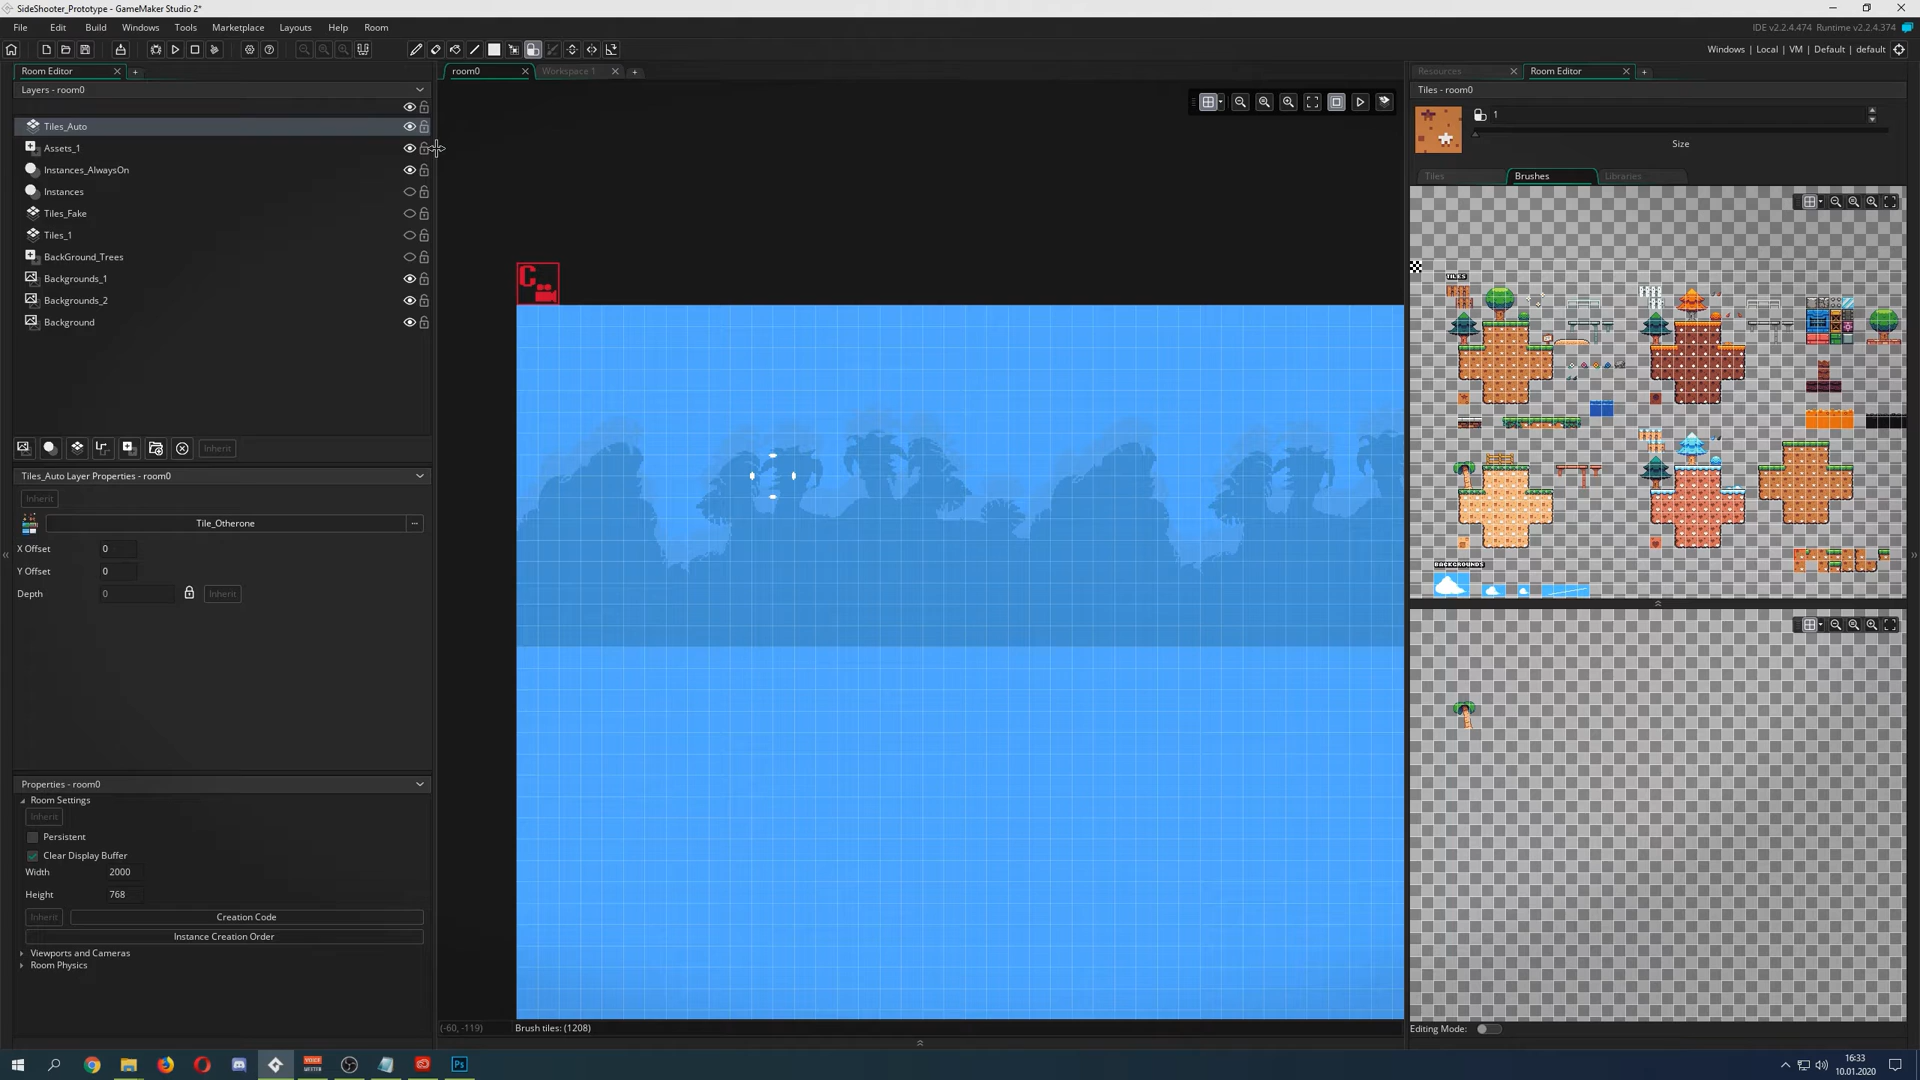 SideShooter_Prototype - GameMaker Studio 2*
File Edit Build Windows Tools Marketplace Layouts Help Room
IDE v2.2.4.474 Runtime v2.2.4.374
Windows | Local | VM | Default | default
Room Editor
room0
Workspace 1
Resources
Room Editor
Layers - room0
Tiles - room0
Tiles_Auto
1
Size
Assets_1
Instances_AlwaysOn
Tiles Brushes Libraries
Instances
Tiles_Fake
Tiles_1
BackGround_Trees
Backgrounds_1
TILES
Backgrounds_2
Background
C
Inherit
Tiles_Auto Layer Properties - room0
Inherit
Tile_Otherone
...
X Offset 0
Y Offset 0
Depth 0 Inherit
BACKGROUNDS
Properties - room0
Room Settings
Inherit
Persistent
Clear Display Buffer
Width 2000
Height 768
Inherit Creation Code
Instance Creation Order
Viewports and Cameras
Room Physics
(-60, -119) Brush tiles: (1208)
Editing Mode:
VOICE
MEETER
Ps
16:33
10.01.2020